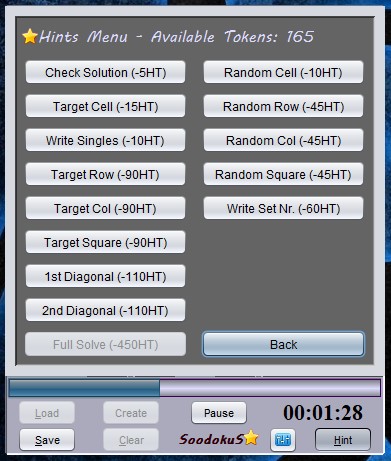 Hints Menu - Available Tokens: 165
Check Solution (-5HT)
Random Cell (-10HT)
Target Cell (-15HT)
Random Row (-45HT)
Write Singles (-10HT)
Random Col (-45HT)
Target Row (-90HT)
Random Square (-45HT)
Target Col (-90HT)
Write Set Nr. (-60HT)
Target Square (-90HT)
1st Diagonal (-110HT)
2nd Diagonal (-110HT)
Full Solve (-450HT)
Back
Load
Create
Pause
00:01:28
Save
Clear
SoodokuS
Hint